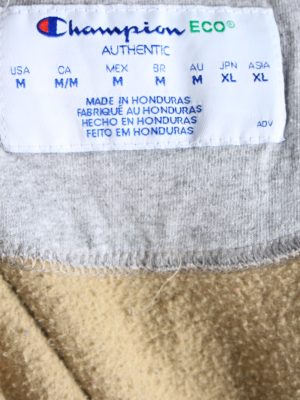 Champion ECO
AUTHENTIC
USA CA MEX BR AU JPN ASIA
M M/M M M M XL XL
MADE IN HONDURAS
FABRIQUÉ AU HONDURAS
HECHO EN HONDURAS
FEITO EM HONDURAS
ADV